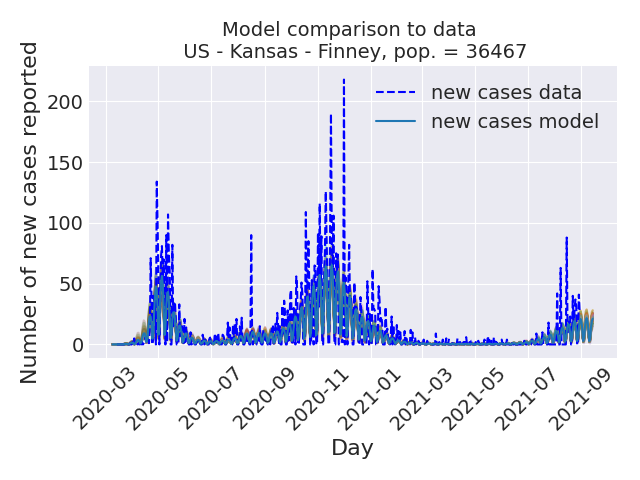 Model comparison to data
US - Kansas - Finney, pop. = 36467
Number of new cases reported
200
150
100
50
0
new cases data
new cases model
2020-03
2020-05
2020-07
2020-09
2020-11
2021-01
2021-03
2021-05
2021-07
2021-09
Day